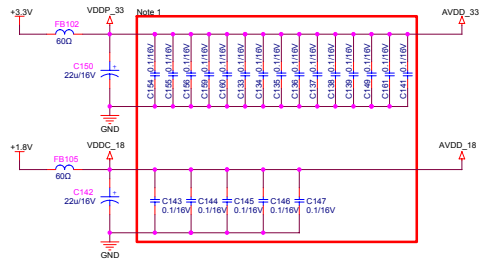 +3.3V
FB102
60Ω
VDDP_33
Note 1
AVDD_33
C150
22u/16V
C154 0.1/16V
C155 0.1/16V
C156 0.1/16V
C159 0.1/16V
C160 0.1/16V
C133 0.1/16V
C134 0.1/16V
C135 0.1/16V
C136 0.1/16V
C137 0.1/16V
C138 0.1/16V
C139 0.1/16V
C149 0.1/16V
C161 0.1/16V
C141 0.1/16V
GND
+1.8V
FB105
60Ω
VDDC_18
AVDD_18
C142
22u/16V
C143
0.1/16V
C144
0.1/16V
C145
0.1/16V
C146
0.1/16V
C147
0.1/16V
GND